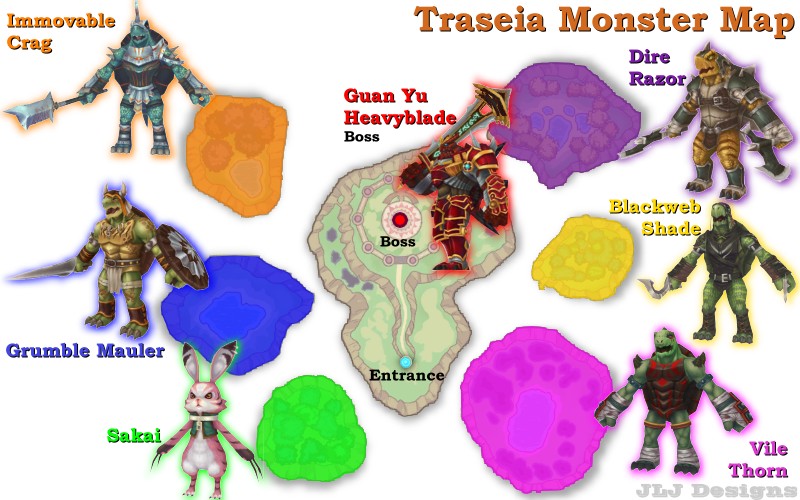 Traseia Monster Map
Immovable
Crag
Guan Yu
Heavyblade
Boss
Dire
Razor
Blackweb
Shade
Boss
Grumble Mauler
Entrance
Sakai
Vile
Thorn
JLJ Designs